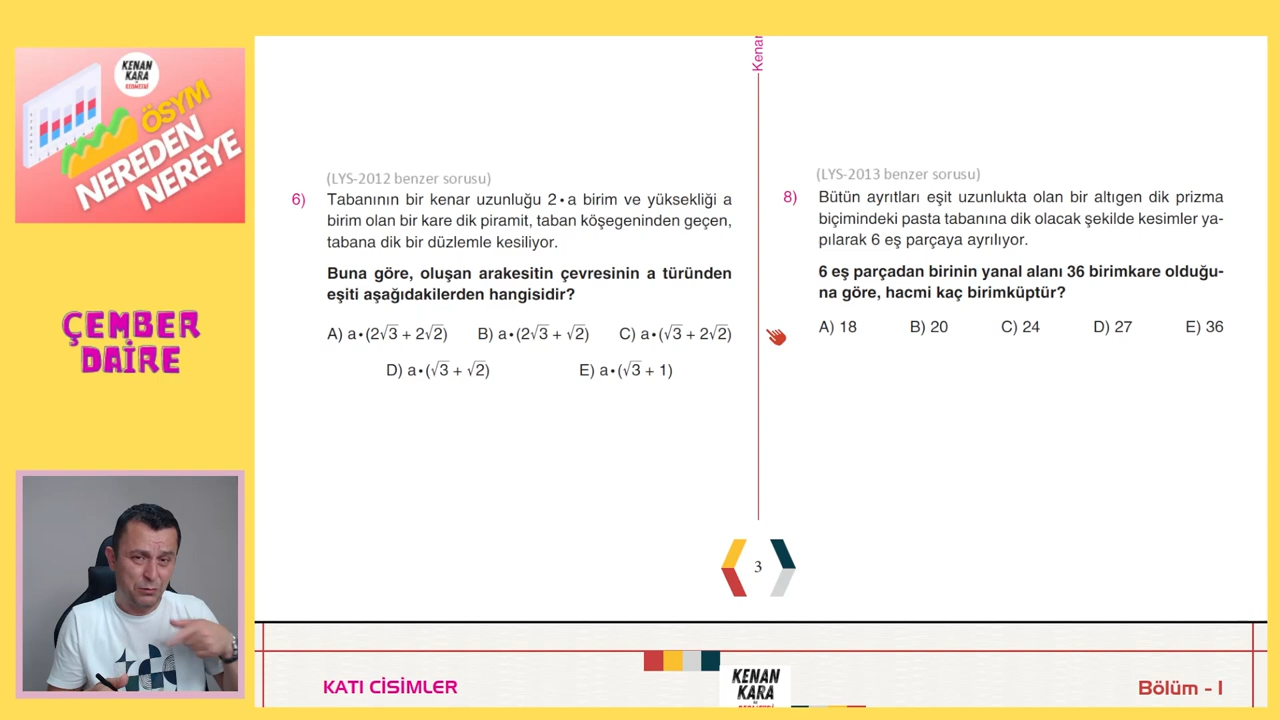 KENAN
KARA
ile
GEOMETRİ
ÖSYM
NEREDEN
NEREYE
ÇEMBER
DAİRE
Kenan
(LYS-2012 benzer sorusu)
6) Tabanının bir kenar uzunluğu 2•a birim ve yüksekliği a
birim olan bir kare dik piramit, taban köşegeninden geçen,
tabana dik bir düzlemle kesiliyor.
Buna göre, oluşan arakesitin çevresinin a türünden
eşiti aşağıdakilerden hangisidir?
A) a•(2√3 + 2√2) B) a•(2√3 + √2) C) a•(√3 + 2√2)
D) a•(√3 + √2) E) a•(√3 + 1)
(LYS-2013 benzer sorusu)
8) Bütün ayrıtları eşit uzunlukta olan bir altıgen dik prizma
biçimindeki pasta tabanına dik olacak şekilde kesimler ya-
pılarak 6 eş parçaya ayrılıyor.
6 eş parçadan birinin yanal alanı 36 birimkare olduğu-
na göre, hacmi kaç birimküptür?
A) 18 B) 20 C) 24 D) 27 E) 36
3
KATI CİSİMLER
KENAN
KARA
Bölüm - I